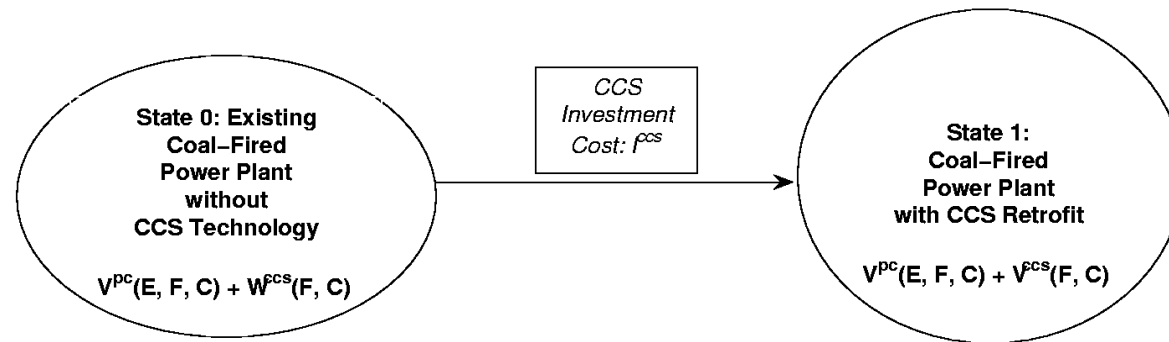 State 0: Existing
Coal−Fired
Power Plant
without
CCS Technology
V^pc(E, F, C) + W^ccs(F, C)
CCS
Investment
Cost: I^ccs
State 1:
Coal−Fired
Power Plant
with CCS Retrofit
V^pc(E, F, C) + V^ccs(F, C)